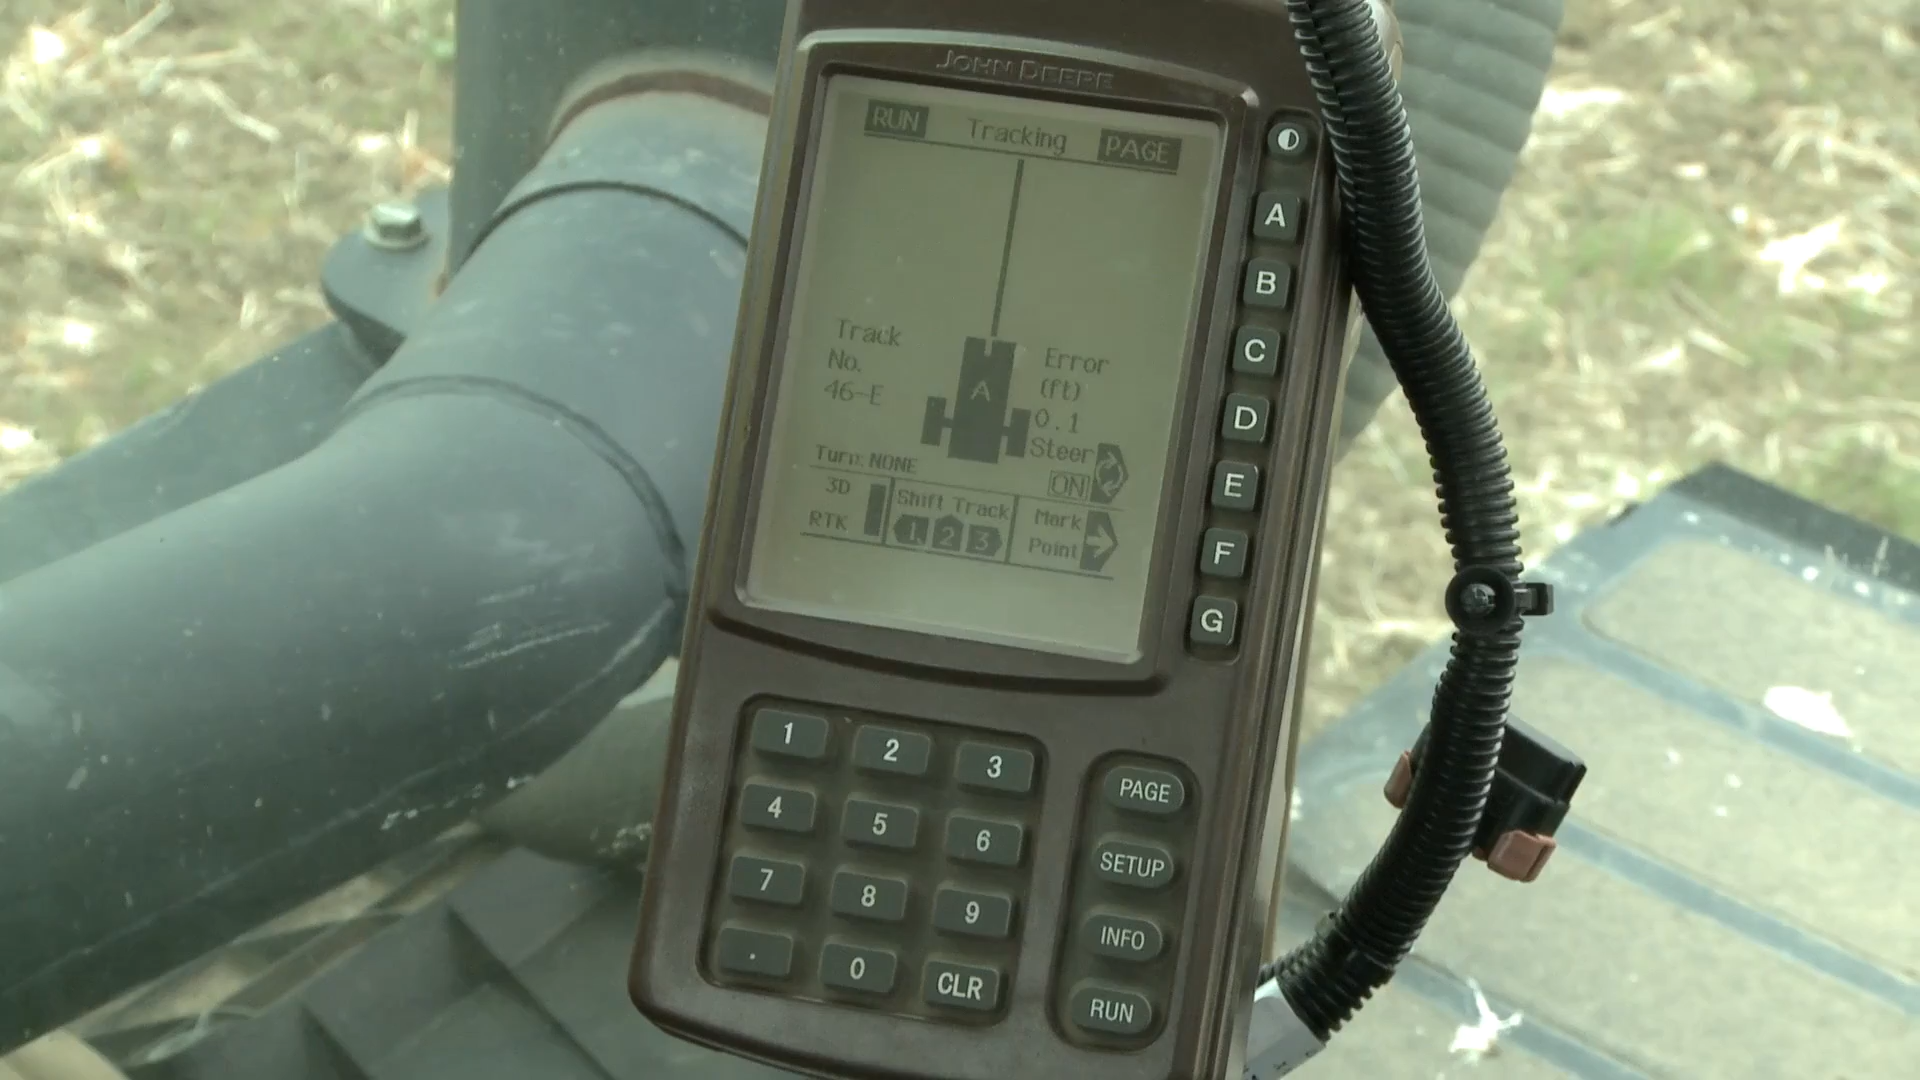 JOHN DEERE
RUN Tracking PAGE
Track
No.
46-E
A
Error
(ft)
0.1
Steer
ON
Turn: NONE
3D
RTK
Shift Track
1 2 3
Mark
Point
A
B
C
D
E
F
G
1 2 3
4 5 6
7 8 9
. 0 CLR
PAGE
SETUP
INFO
RUN